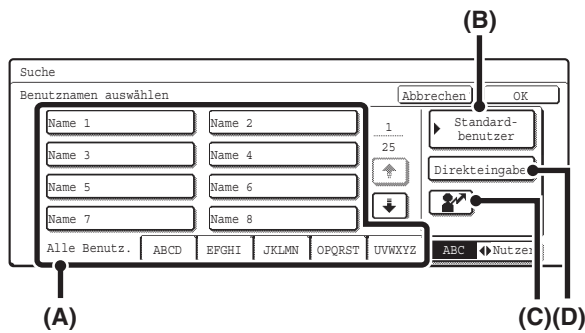 (B)
Suche
Benutznamen auswählen
Abbrechen
OK
Name 1
Name 2
1
25
Standard-
benutzer
Name 3
Name 4
Direkteingabe
Name 5
Name 6
Name 7
Name 8
Alle Benutz.
ABCD
EFGHI
JKLMN
OPQRST
UVWXYZ
ABC
Nutzer
(A)
(C)(D)